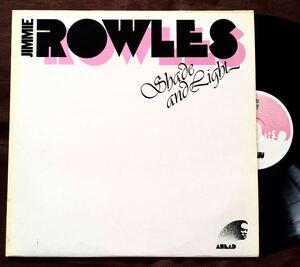 JIMMIE
ROWLES
Shade
and Light
AHEAD